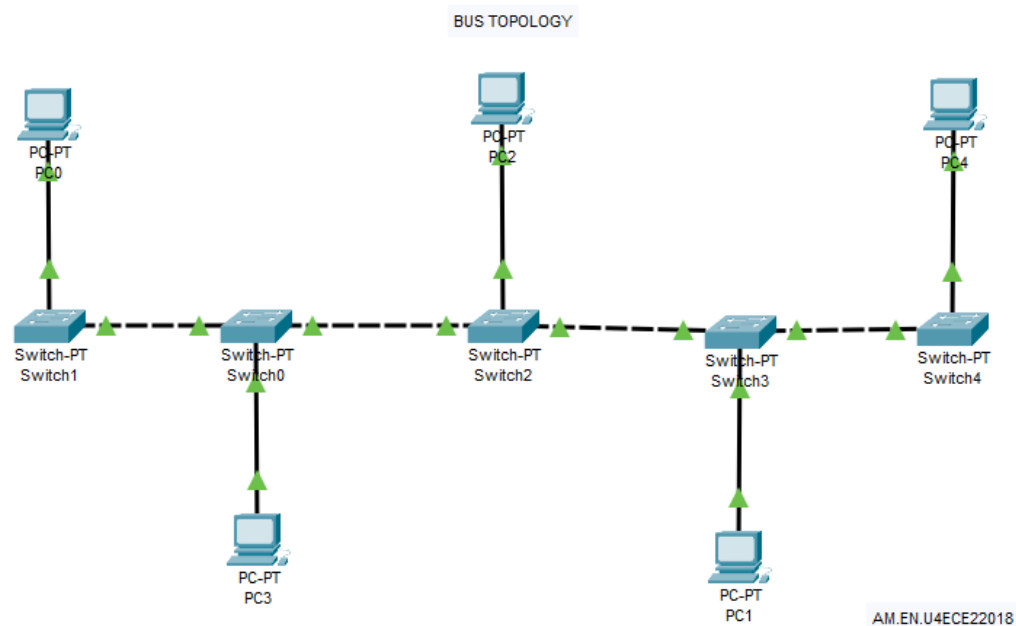 BUS TOPOLOGY
PC-PT
PC0
PC-PT
PC2
PC-PT
PC4
Switch-PT
Switch1
Switch-PT
Switch0
Switch-PT
Switch2
Switch-PT
Switch3
Switch-PT
Switch4
PC-PT
PC3
PC-PT
PC1
AM.EN.U4ECE22018